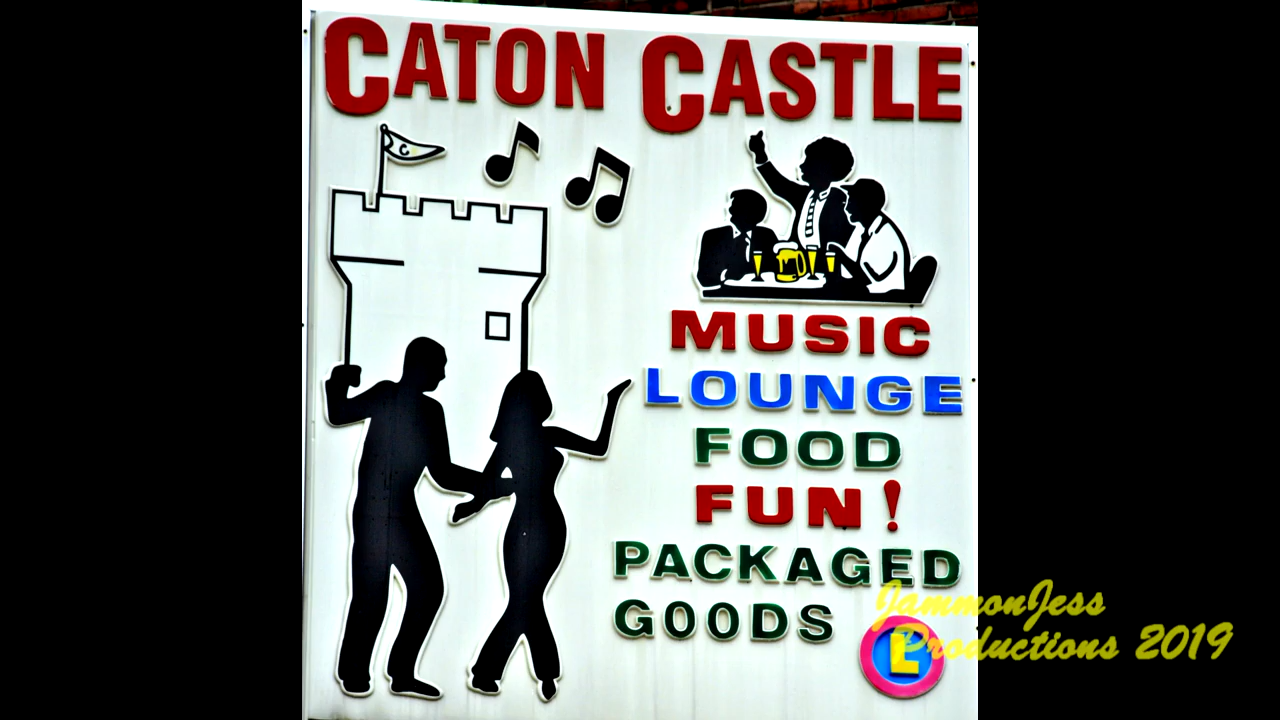 CATON CASTLE
C
MUSIC
LOUNGE
FOOD
FUN!
PACKAGED
GOODS
L
JammonJess
Productions 2019